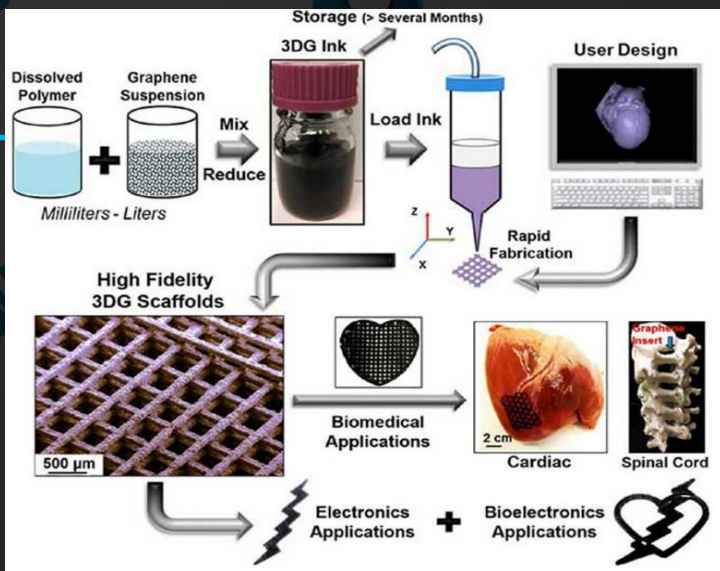 Storage (> Several Months)
3DG Ink
User Design
Dissolved
Polymer
Graphene
Suspension
Mix
Reduce
Load Ink
Milliliters - Liters
Z
Y
X
Rapid
Fabrication
High Fidelity
3DG Scaffolds
500 µm
Biomedical
Applications
2 cm
Cardiac
Graphene
Insert
Spinal Cord
Electronics
Applications
Bioelectronics
Applications